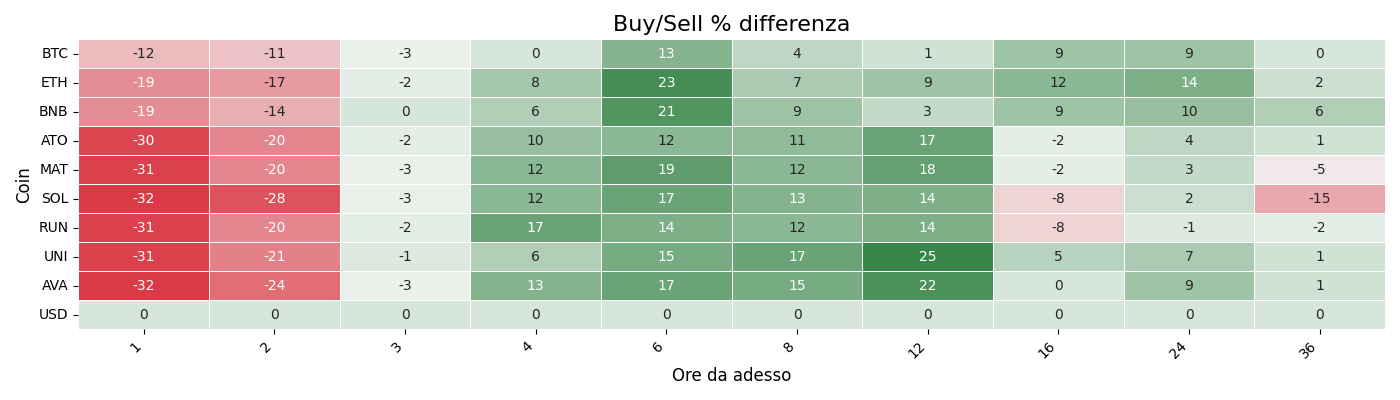 Buy/Sell % differenza
Coin
BTC -12 -11 -3 0 13 4 1 9 9 0
ETH -19 -17 -2 8 23 7 9 12 14 2
BNB -19 -14 0 6 21 9 3 9 10 6
ATO -30 -20 -2 10 12 11 17 -2 4 1
MAT -31 -20 -3 12 19 12 18 -2 3 -5
SOL -32 -28 -3 12 17 13 14 -8 2 -15
RUN -31 -20 -2 17 14 12 14 -8 -1 -2
UNI -31 -21 -1 6 15 17 25 5 7 1
AVA -32 -24 -3 13 17 15 22 0 9 1
USD 0 0 0 0 0 0 0 0 0 0
1 2 3 4 6 8 12 16 24 36
Ore da adesso